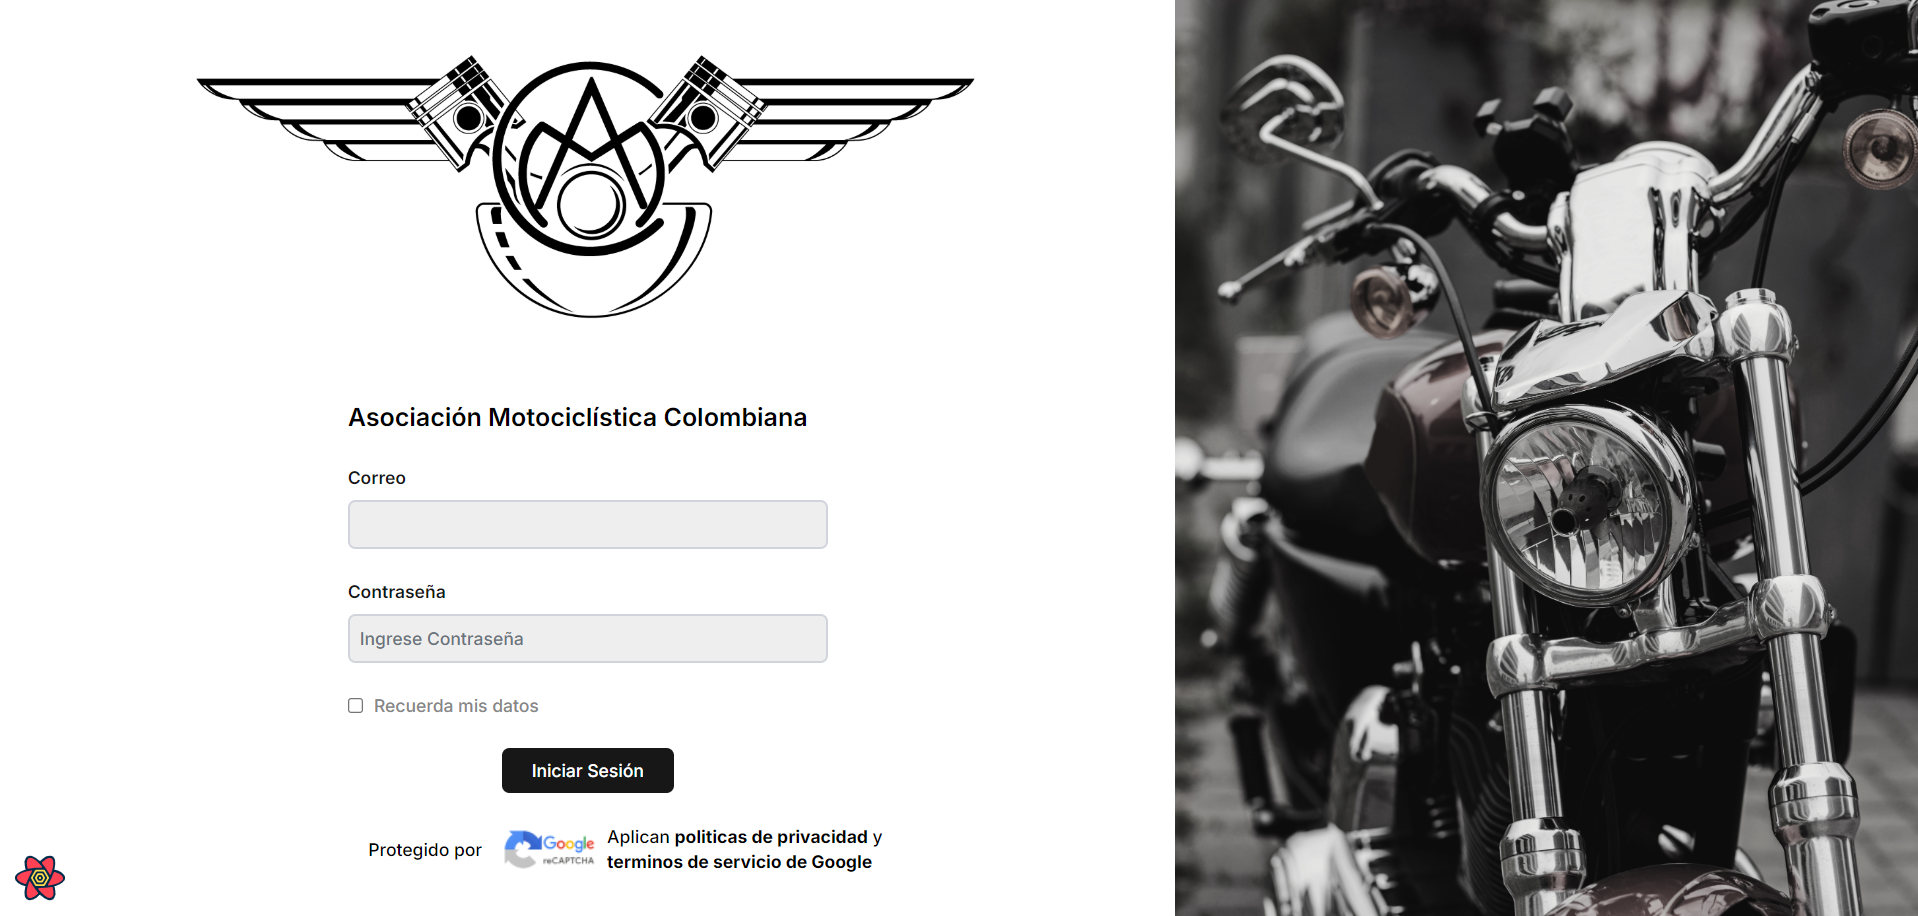 Asociación Motociclística Colombiana
Correo
Contraseña
Ingrese Contraseña
Recuerda mis datos
Iniciar Sesión
Protegido por
Google
reCAPTCHA
Aplican politicas de privacidad y
terminos de servicio de Google